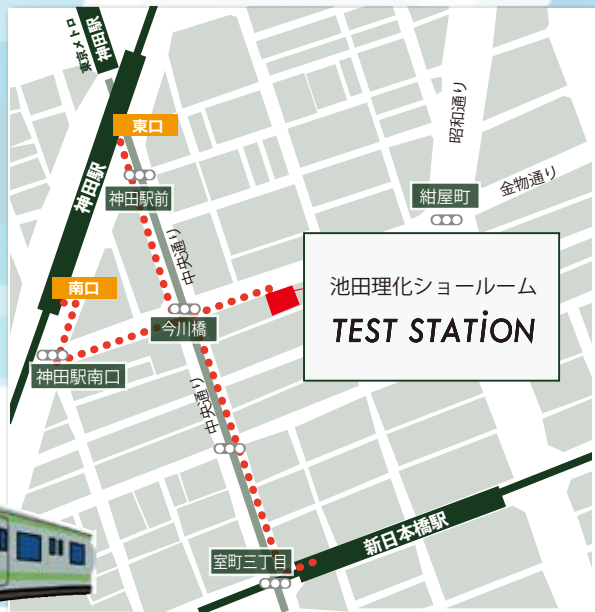 東京メトロ
神田駅
東口
昭和通り
神田駅
神田駅前
紺屋町
金物通り
中央通り
南口
池田理化ショールーム
TEST STATiON
今川橋
神田駅南口
中央通り
新日本橋駅
室町三丁目